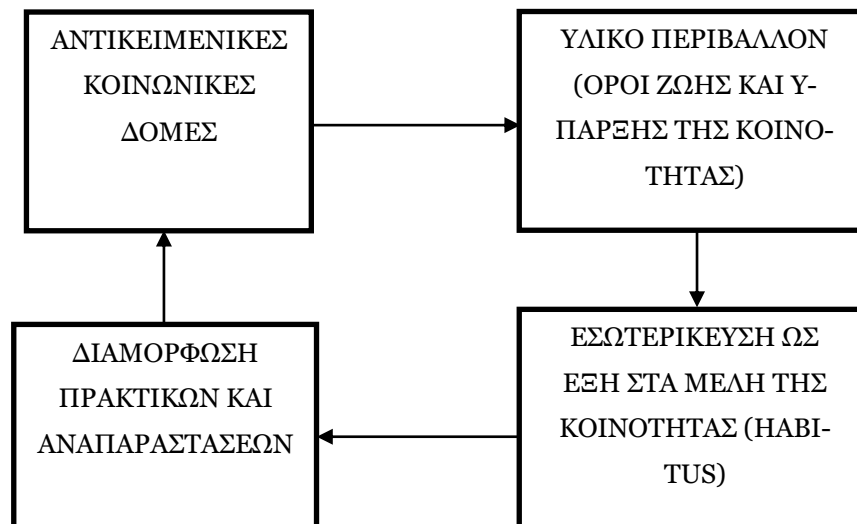 ΑΝΤΙΚΕΙΜΕΝΙΚΕΣ
ΚΟΙΝΩΝΙΚΕΣ
ΔΟΜΕΣ
ΥΛΙΚΟ ΠΕΡΙΒΑΛΛΟΝ
(ΟΡΟΙ ΖΩΗΣ ΚΑΙ Υ-
ΠΑΡΞΗΣ ΤΗΣ ΚΟΙΝΟ-
ΤΗΤΑΣ)
ΕΣΩΤΕΡΙΚΕΥΣΗ ΩΣ
ΕΞΗ ΣΤΑ ΜΕΛΗ ΤΗΣ
ΚΟΙΝΟΤΗΤΑΣ (HABI-
TUS)
ΔΙΑΜΟΡΦΩΣΗ
ΠΡΑΚΤΙΚΩΝ ΚΑΙ
ΑΝΑΠΑΡΑΣΤΑΣΕΩΝ